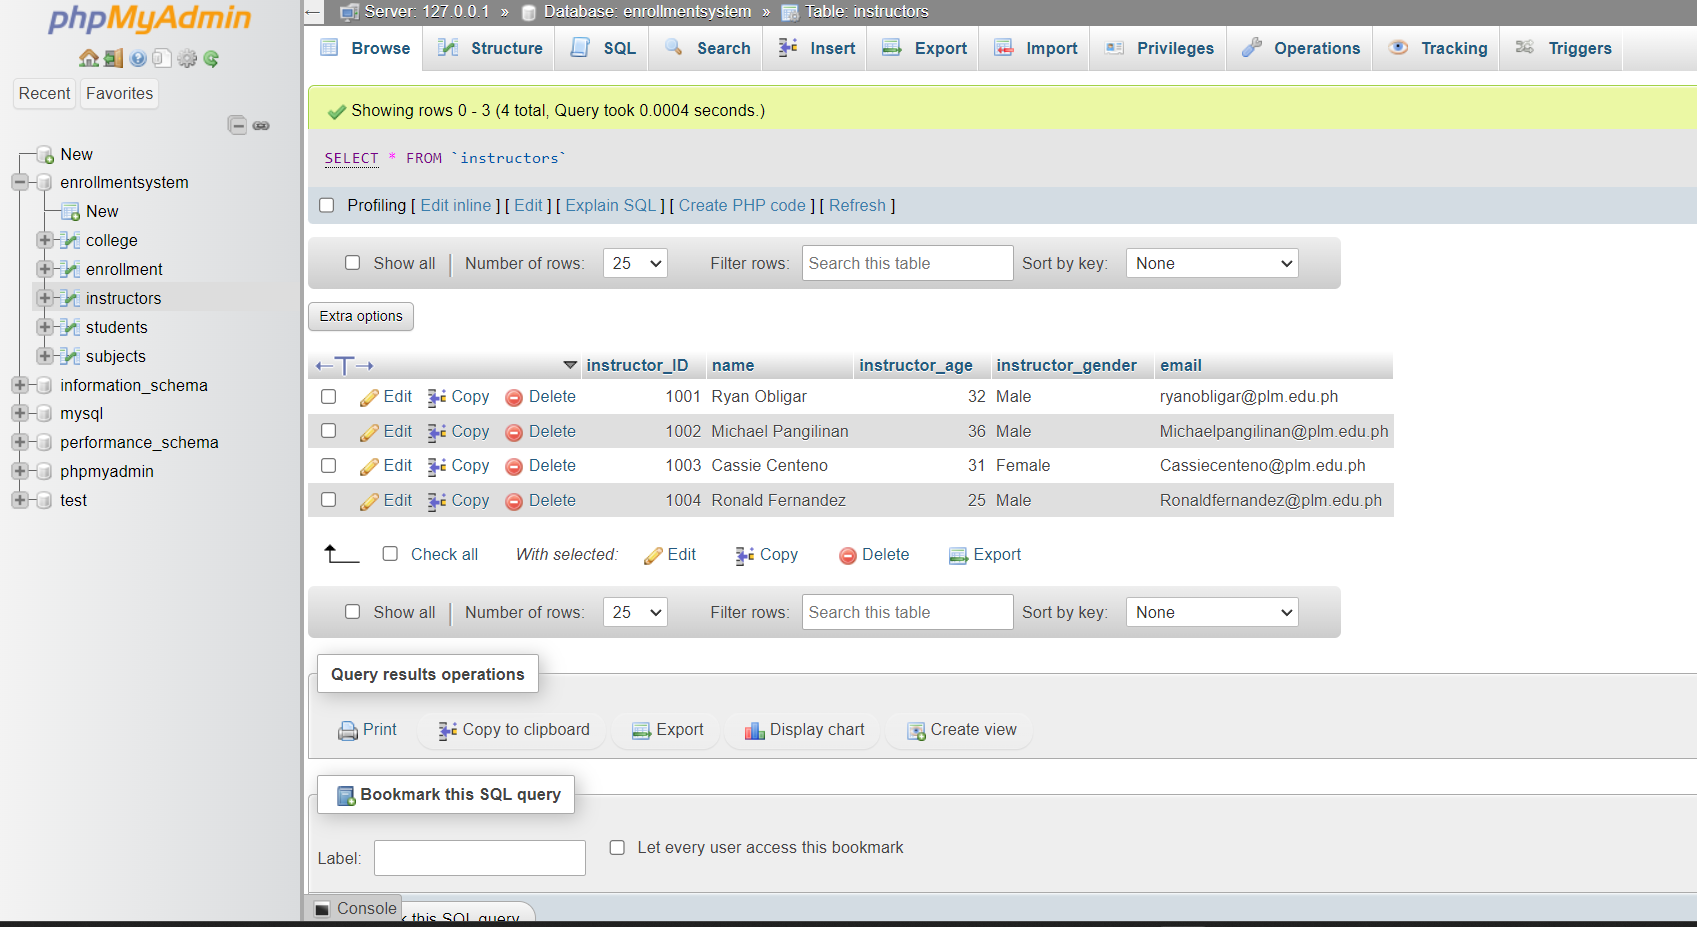 phpMyAdmin
Recent Favorites
New
enrollmentsystem
New
college
enrollment
instructors
students
subjects
information_schema
mysql
performance_schema
phpmyadmin
test
Server: 127.0.0.1 » Database: enrollmentsystem » Table: instructors
Browse Structure SQL Search Insert Export Import Privileges Operations Tracking Triggers
Showing rows 0 - 3 (4 total, Query took 0.0004 seconds.)
SELECT * FROM `instructors`
Profiling [ Edit inline ] [ Edit ] [ Explain SQL ] [ Create PHP code ] [ Refresh ]
Show all | Number of rows: 25 Filter rows: Search this table Sort by key: None
Extra options
←T→ instructor_ID name instructor_age instructor_gender email
Edit Copy Delete 1001 Ryan Obligar 32 Male ryanobligar@plm.edu.ph
Edit Copy Delete 1002 Michael Pangilinan 36 Male Michaelpangilinan@plm.edu.ph
Edit Copy Delete 1003 Cassie Centeno 31 Female Cassiecenteno@plm.edu.ph
Edit Copy Delete 1004 Ronald Fernandez 25 Male Ronaldfernandez@plm.edu.ph
Check all With selected: Edit Copy Delete Export
Show all | Number of rows: 25 Filter rows: Search this table Sort by key: None
Query results operations
Print Copy to clipboard Export Display chart Create view
Bookmark this SQL query
Label: Let every user access this bookmark
Console this SQL query